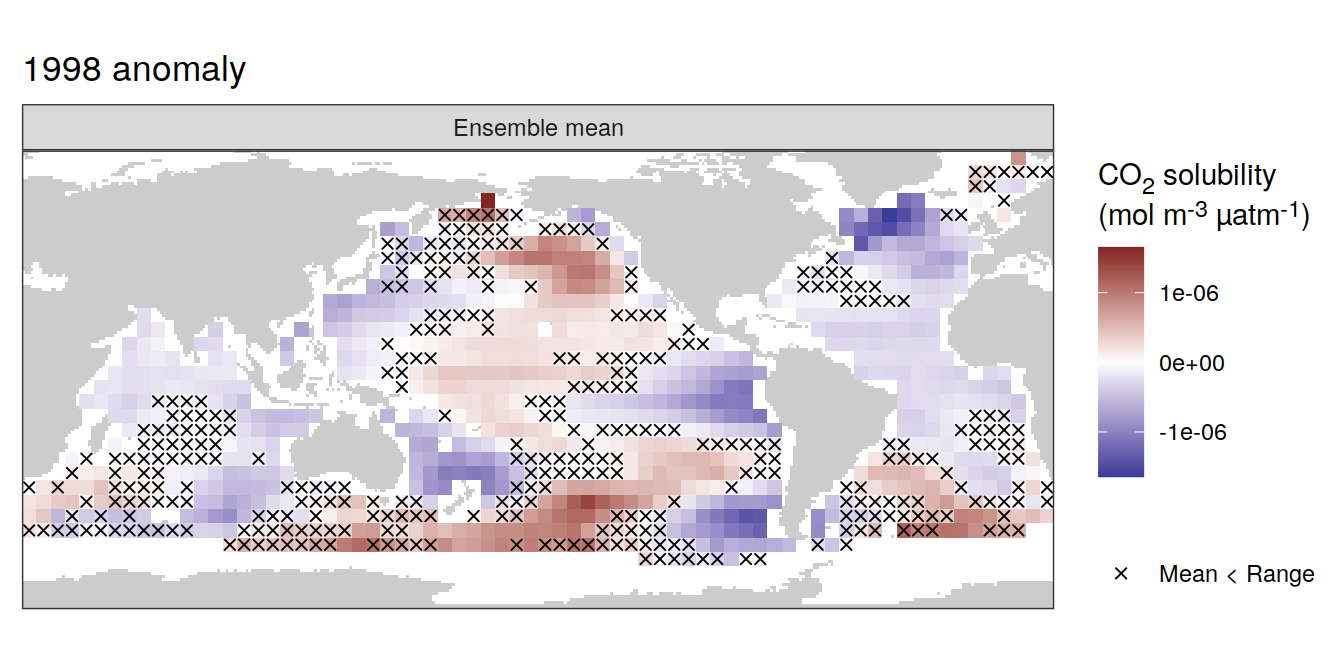 1998 anomaly
Ensemble mean
CO2 solubility
(mol m-3 µatm-1)
1e-06
0e+00
-1e-06
× Mean < Range